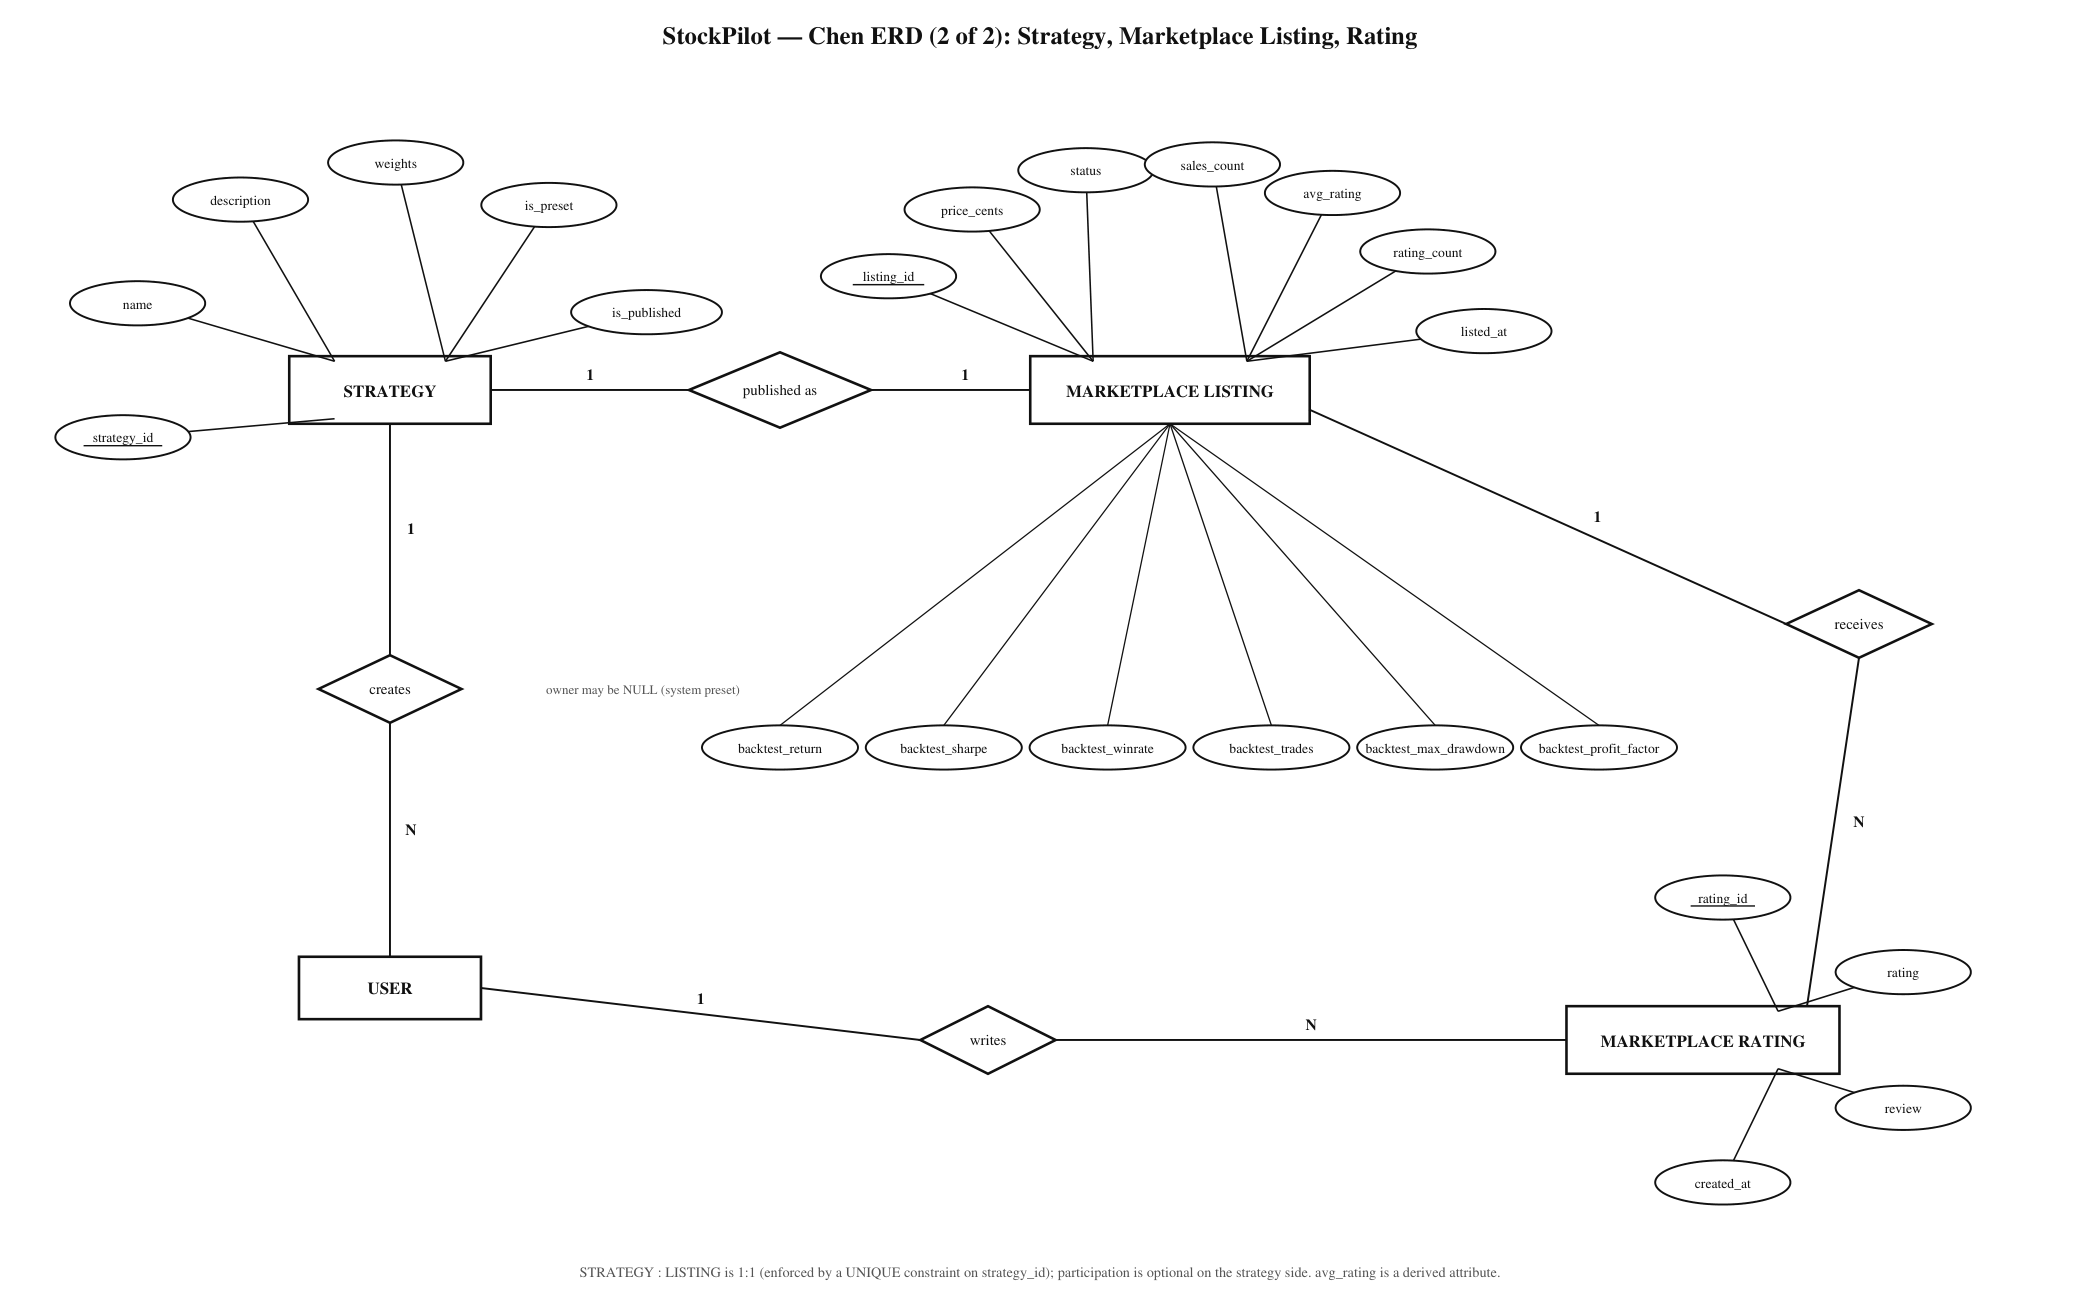 StockPilot — Chen ERD (2 of 2): Strategy, Marketplace Listing, Rating
weights
description
is_preset
name
is_published
STRATEGY
strategy_id
1
published as
1
status
sales_count
price_cents
avg_rating
listing_id
rating_count
listed_at
MARKETPLACE LISTING
1
1
receives
creates
owner may be NULL (system preset)
backtest_return
backtest_sharpe
backtest_winrate
backtest_trades
backtest_max_drawdown
backtest_profit_factor
N
N
rating_id
rating
USER
1
writes
N
MARKETPLACE RATING
review
created_at
STRATEGY : LISTING is 1:1 (enforced by a UNIQUE constraint on strategy_id); participation is optional on the strategy side. avg_rating is a derived attribute.